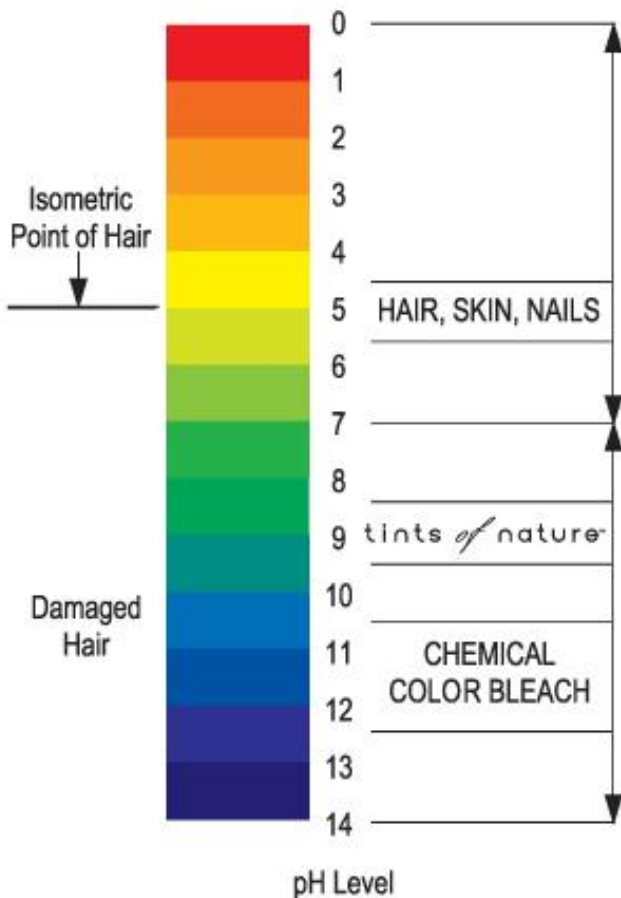 0
1
2
3
Isometric
Point of Hair
4
5
HAIR, SKIN, NAILS
6
7
8
tints of nature™
9
10
Damaged
Hair
11
CHEMICAL
COLOR BLEACH
12
13
14
pH Level